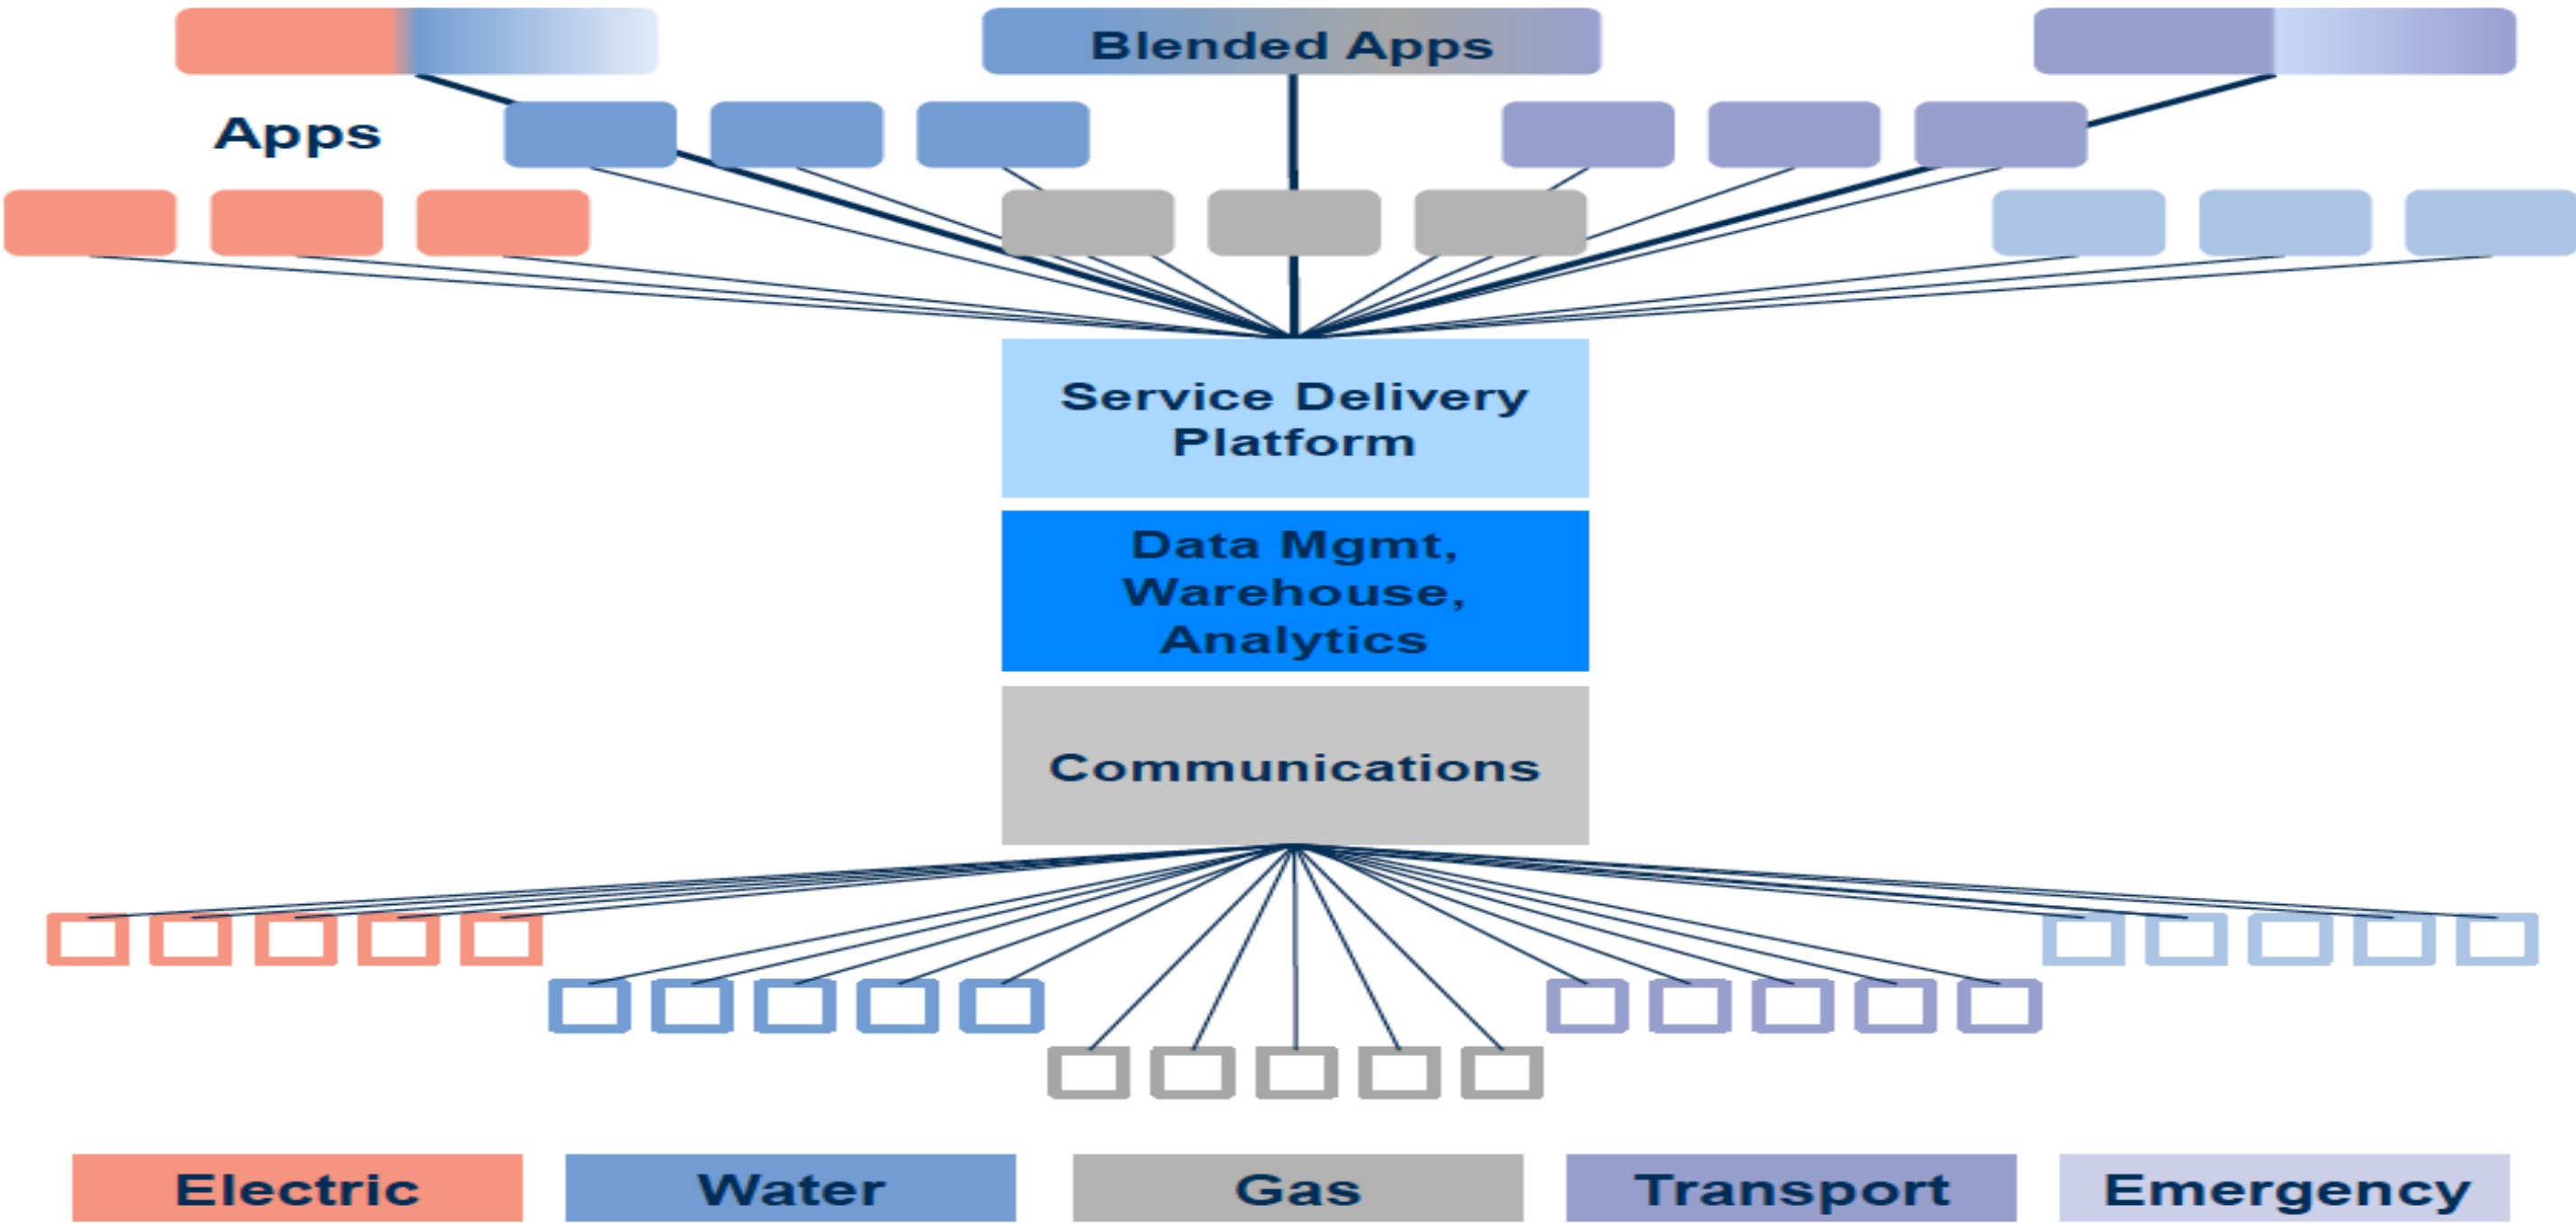 Blended Apps
Apps
Service Delivery
Platform
Data Mgmt,
Warehouse,
Analytics
Communications
Electric
Water
Gas
Transport
Emergency